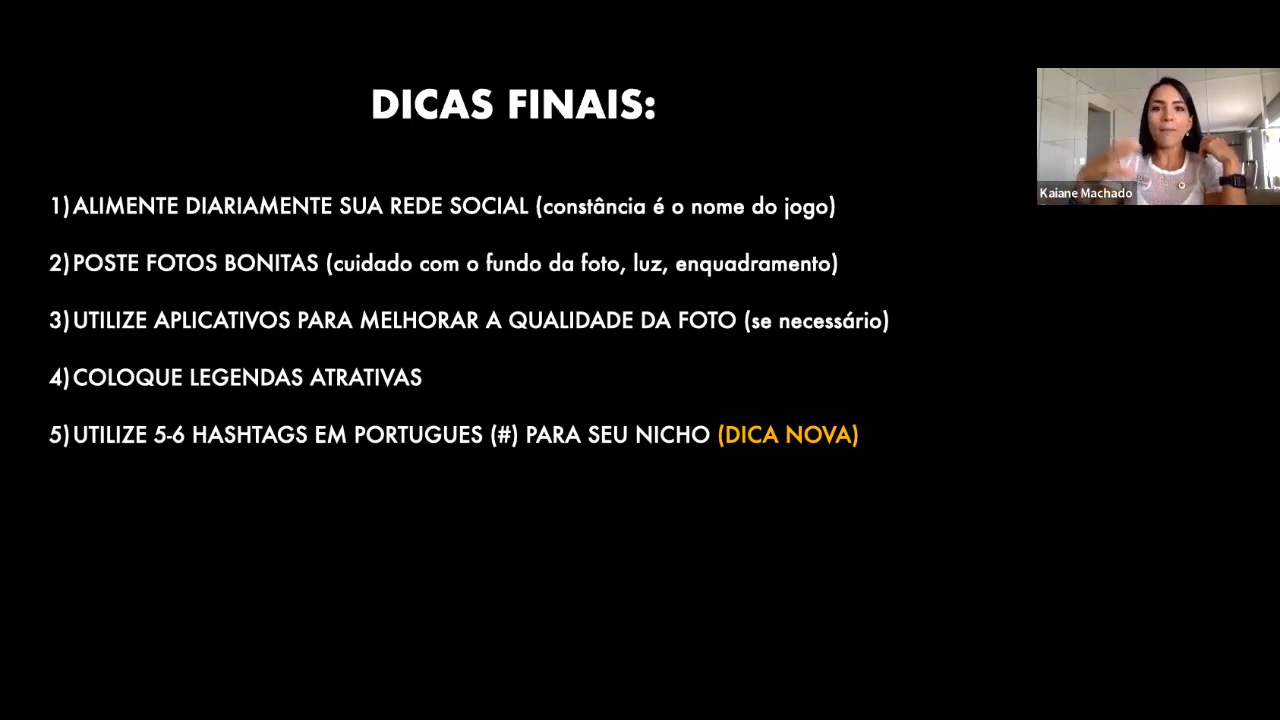 DICAS FINAIS:
Kaiane Machado
1) ALIMENTE DIARIAMENTE SUA REDE SOCIAL (constância é o nome do jogo)
2) POSTE FOTOS BONITAS (cuidado com o fundo da foto, luz, enquadramento)
3) UTILIZE APLICATIVOS PARA MELHORAR A QUALIDADE DA FOTO (se necessário)
4) COLOQUE LEGENDAS ATRATIVAS
5) UTILIZE 5-6 HASHTAGS EM PORTUGUES (#) PARA SEU NICHO (DICA NOVA)